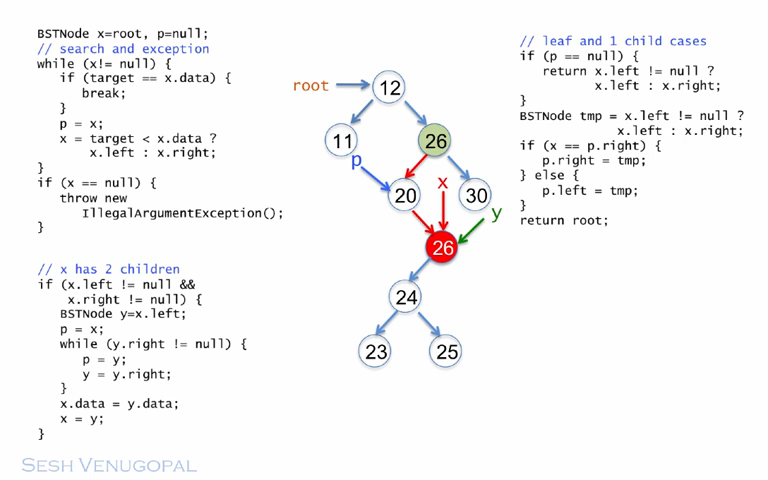 BSTNode x=root, p=null;
// search and exception
while (x!= null) {
if (target == x.data) {
break;
}
p = x;
x = target < x.data ?
x.left : x.right;
}
if (x == null) {
throw new
IllegalArgumentException();
}
// x has 2 children
if (x.left != null &&
x.right != null) {
BSTNode y=x.left;
p = x;
while (y.right != null) {
p = y;
y = y.right;
}
x.data = y.data;
x = y;
}
root
12
11
26
p
20
x
30
y
26
24
23
25
// leaf and 1 child cases
if (p == null) {
return x.left != null ?
x.left : x.right;
}
BSTNode tmp = x.left != null ?
x.left : x.right;
if (x == p.right) {
p.right = tmp;
} else {
p.left = tmp;
}
return root;
SESH VENUGOPAL